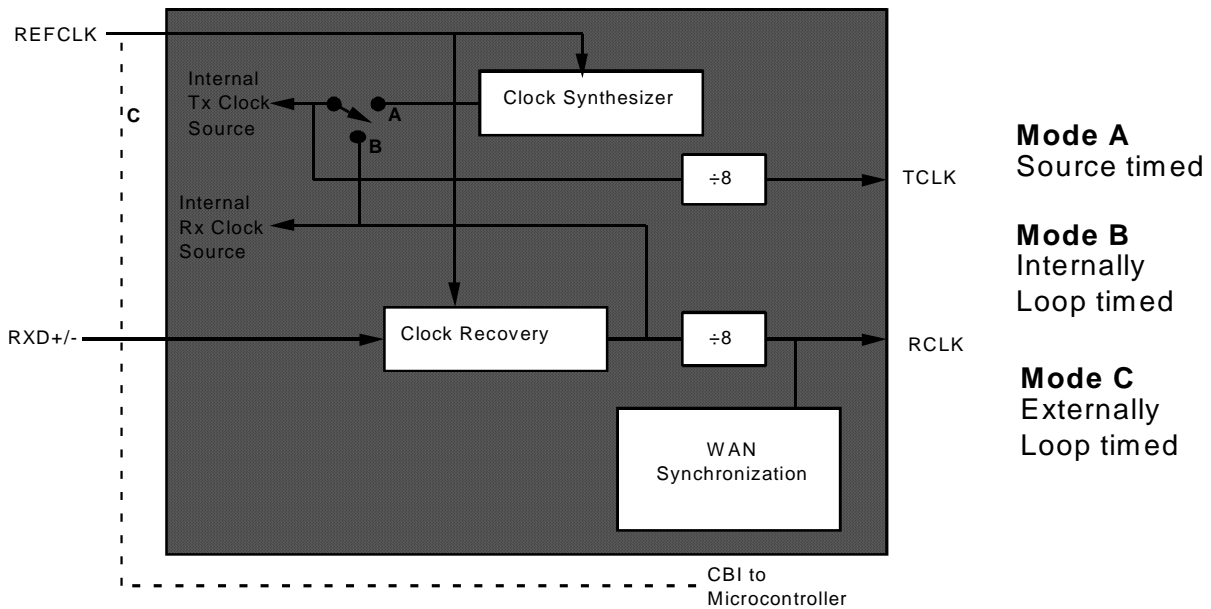 REFCLK
Internal
Tx Clock
Source
C
A
B
Clock Synthesizer
÷8
TCLK
Internal
Rx Clock
Source
RXD+/-
Clock Recovery
÷8
RCLK
WAN
Synchronization
CBI to
Microcontroller
Mode A
Source timed
Mode B
Internally
Loop timed
Mode C
Externally
Loop timed